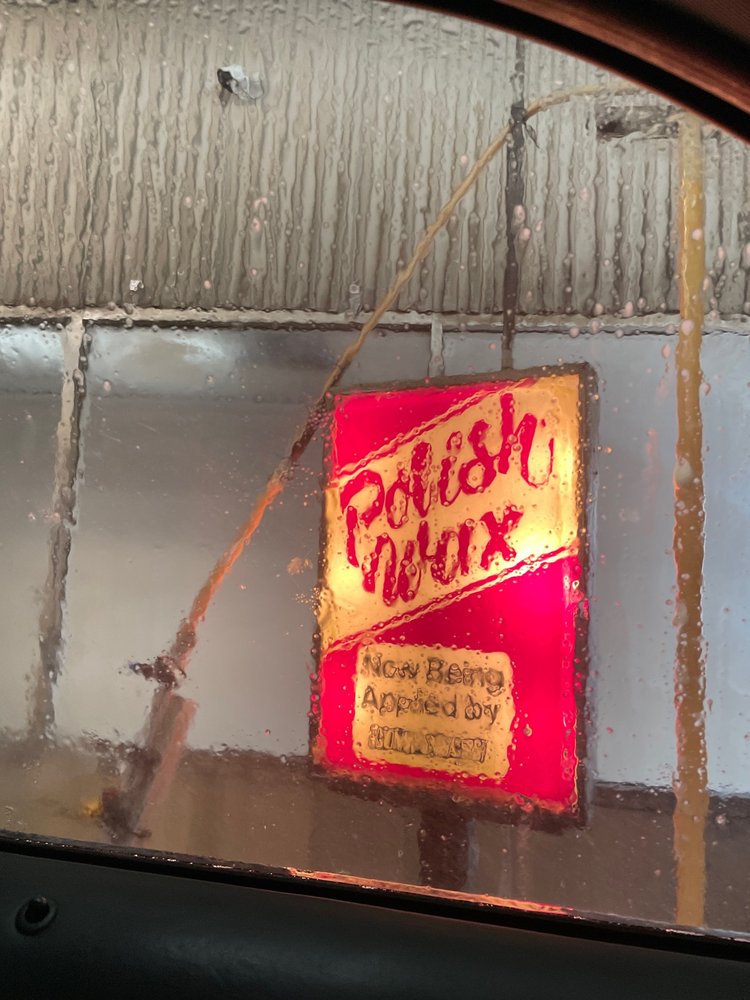 Polish
Wax
Now Being
Applied by